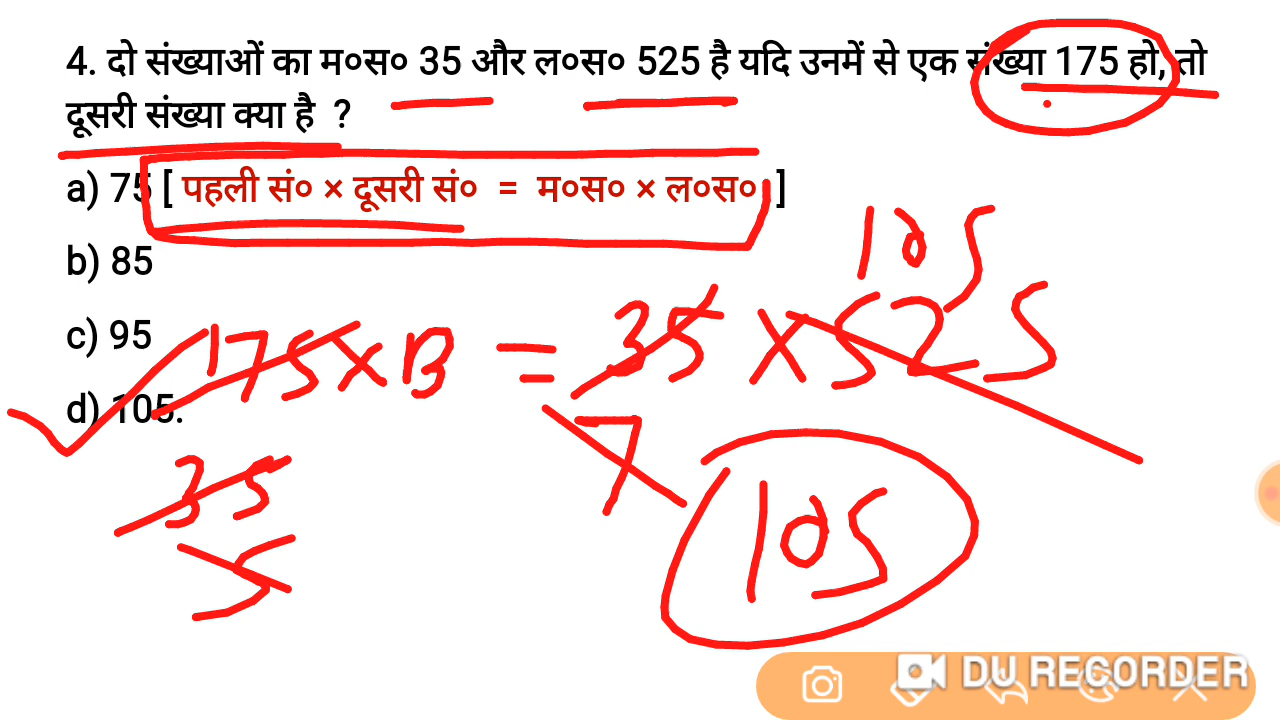 4. दो संख्याओं का म०स० 35 और ल०स० 525 है यदि उनमें से एक संख्या 175 हो, तो
दूसरी संख्या क्या है ?
a) 75 [ पहली सं० × दूसरी सं० = म०स० × ल०स० ]
b) 85
105
c) 95
175 × B = 35 × 525
d) 105.
7
35
105
5
DU RECORDER